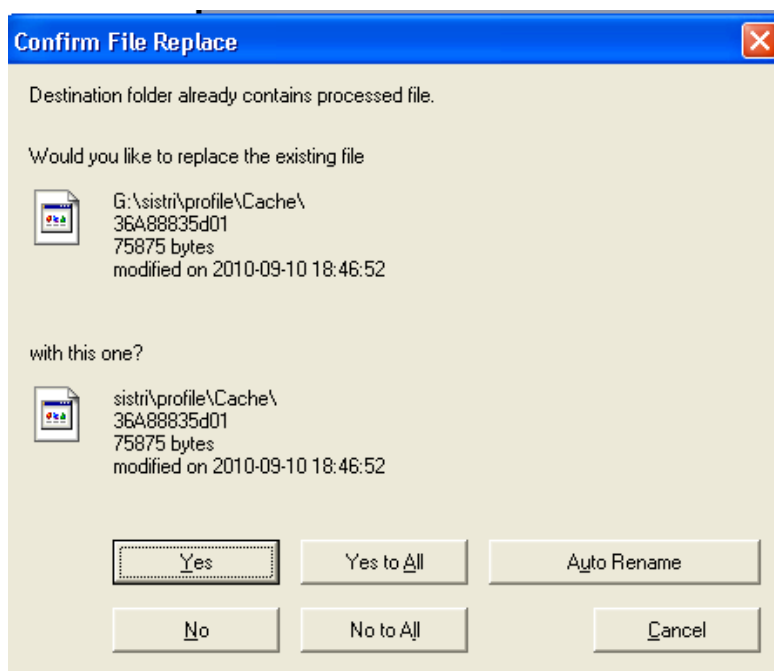 Confirm File Replace
Destination folder already contains processed file.
Would you like to replace the existing file
G:\sistri\profile\Cache\
36A88835d01
75875 bytes
modified on 2010-09-10 18:46:52
with this one?
sistri\profile\Cache\
36A88835d01
75875 bytes
modified on 2010-09-10 18:46:52
Yes Yes to All Auto Rename
No No to All Cancel